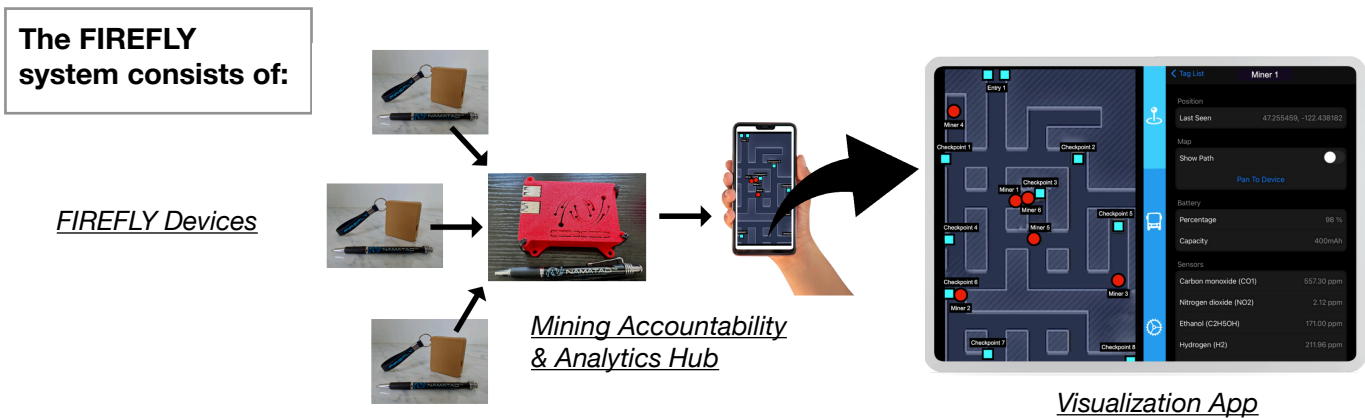 The FIREFLY
system consists of:
FIREFLY Devices
NAMATAD
NAMATAD
NAMATAD
NAMATAD
Mining Accountability
& Analytics Hub
Entry 1
Miner 4
Checkpoint 1
Checkpoint 2
Miner 1
Checkpoint 3
Miner 6
Checkpoint 4
Miner 5
Checkpoint 5
Checkpoint 6
Miner 2
Miner 3
Checkpoint 7
Checkpoint 8
Tag List
Miner 1
Position
Last Seen 47.255459, -122.438182
Map
Show Path
Pan To Device
Battery
Percentage 98 %
Capacity 400mAh
Sensors
Carbon monoxide (CO1) 557.30 ppm
Nitrogen dioxide (NO2) 2.12 ppm
Ethanol (C2H5OH) 171.00 ppm
Hydrogen (H2) 211.96 ppm
Visualization App